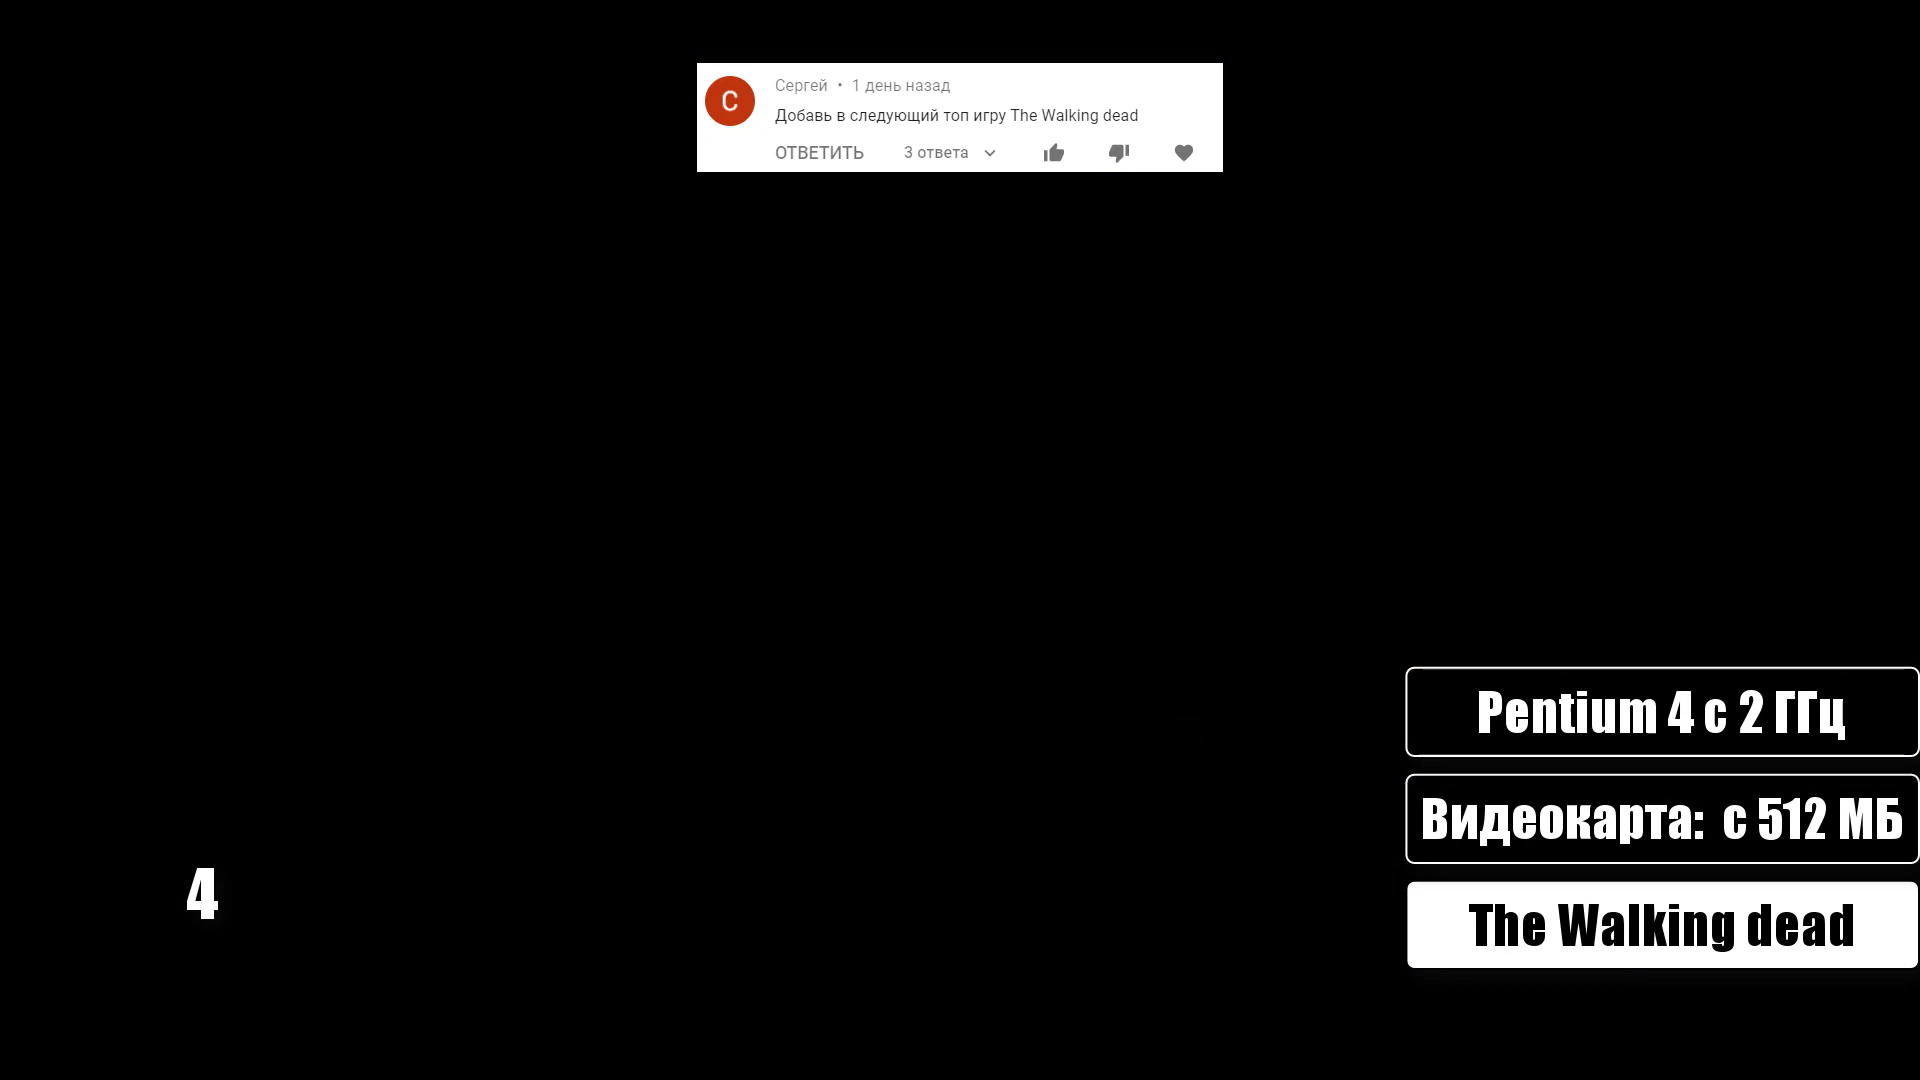 С
Сергей • 1 день назад
Добавь в следующий топ игру The Walking dead
ОТВЕТИТЬ 3 ответа
Pentium 4 с 2 ГГц
Видеокарта: с 512 МБ
4
The Walking dead